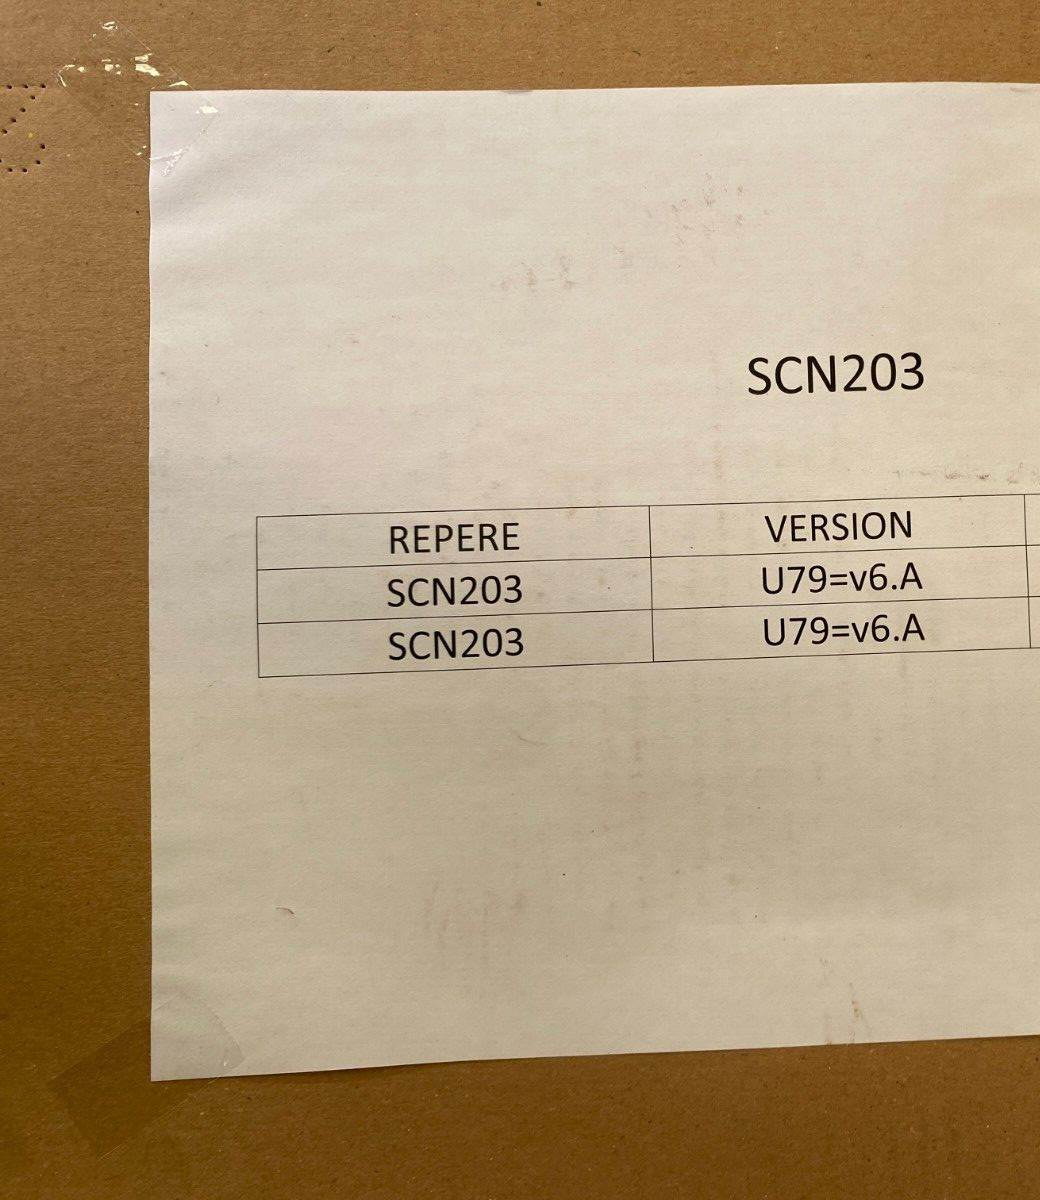 SCN203
REPERE VERSION
SCN203 U79=v6.A
SCN203 U79=v6.A